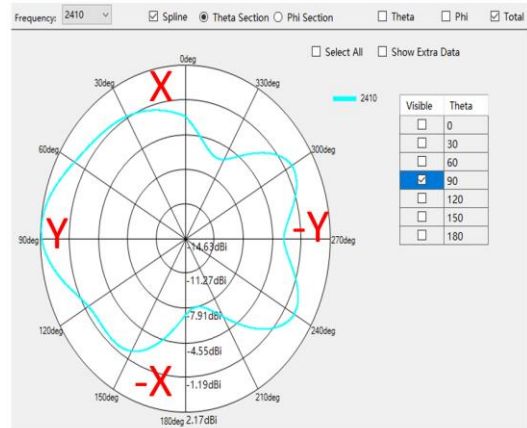 Frequency: 2410 Spline Theta Section Phi Section Theta Phi Total
Select All Show Extra Data
2410
Visible Theta
0
30
60
90
120
150
180
0deg
30deg
330deg
X
60deg
300deg
Y
-Y
90deg
270deg
-14.63dBi
-11.27dBi
-7.91dBi
120deg
240deg
-4.55dBi
-X
-1.19dBi
150deg
210deg
180deg 2.17dBi